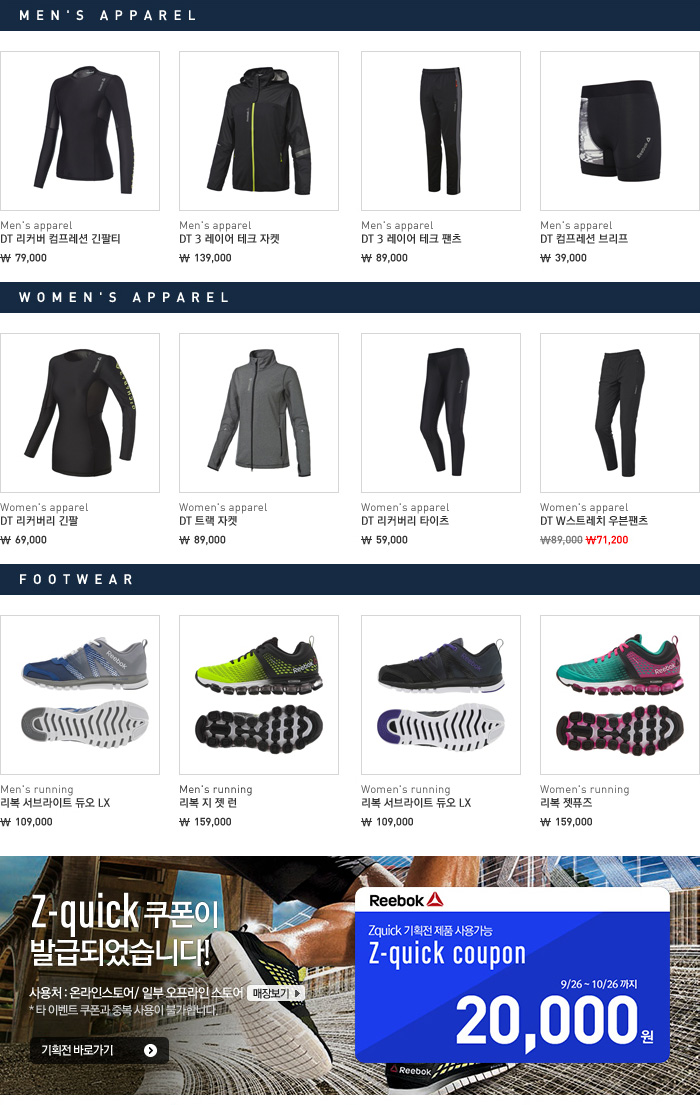 MEN'S APPAREL
Men's apparel
DT 리커버 컴프레션 긴팔티
₩ 79,000
Men's apparel
DT 3 레이어 테크 자켓
₩ 139,000
Men's apparel
DT 3 레이어 테크 팬츠
₩ 89,000
Reebok
Men's apparel
DT 컴프레션 브리프
₩ 39,000
WOMEN'S APPAREL
Women's apparel
DT 리커버리 긴팔
₩ 69,000
Women's apparel
DT 트랙 자켓
₩ 89,000
Women's apparel
DT 리커버리 타이츠
₩ 59,000
Women's apparel
DT W스트레치 우븐팬츠
₩89,000 ₩71,200
FOOTWEAR
Reebok
Men's running
리복 서브라이트 듀오 LX
₩ 109,000
Reebok
Men's running
리복 지 젯 런
₩ 159,000
Women's running
리복 서브라이트 듀오 LX
₩ 109,000
Reebok
Women's running
리복 젯퓨즈
₩ 159,000
Z-quick 쿠폰이
발급되었습니다!
사용처 : 온라인스토어/ 일부 오프라인 스토어 매장보기
* 타 이벤트 쿠폰과 중복 사용이 불가합니다.
기획전 바로가기
Reebok
Zquick 기획전 제품 사용가능
Z-quick coupon
9/26 ~ 10/26 까지
20,000원
Reebok